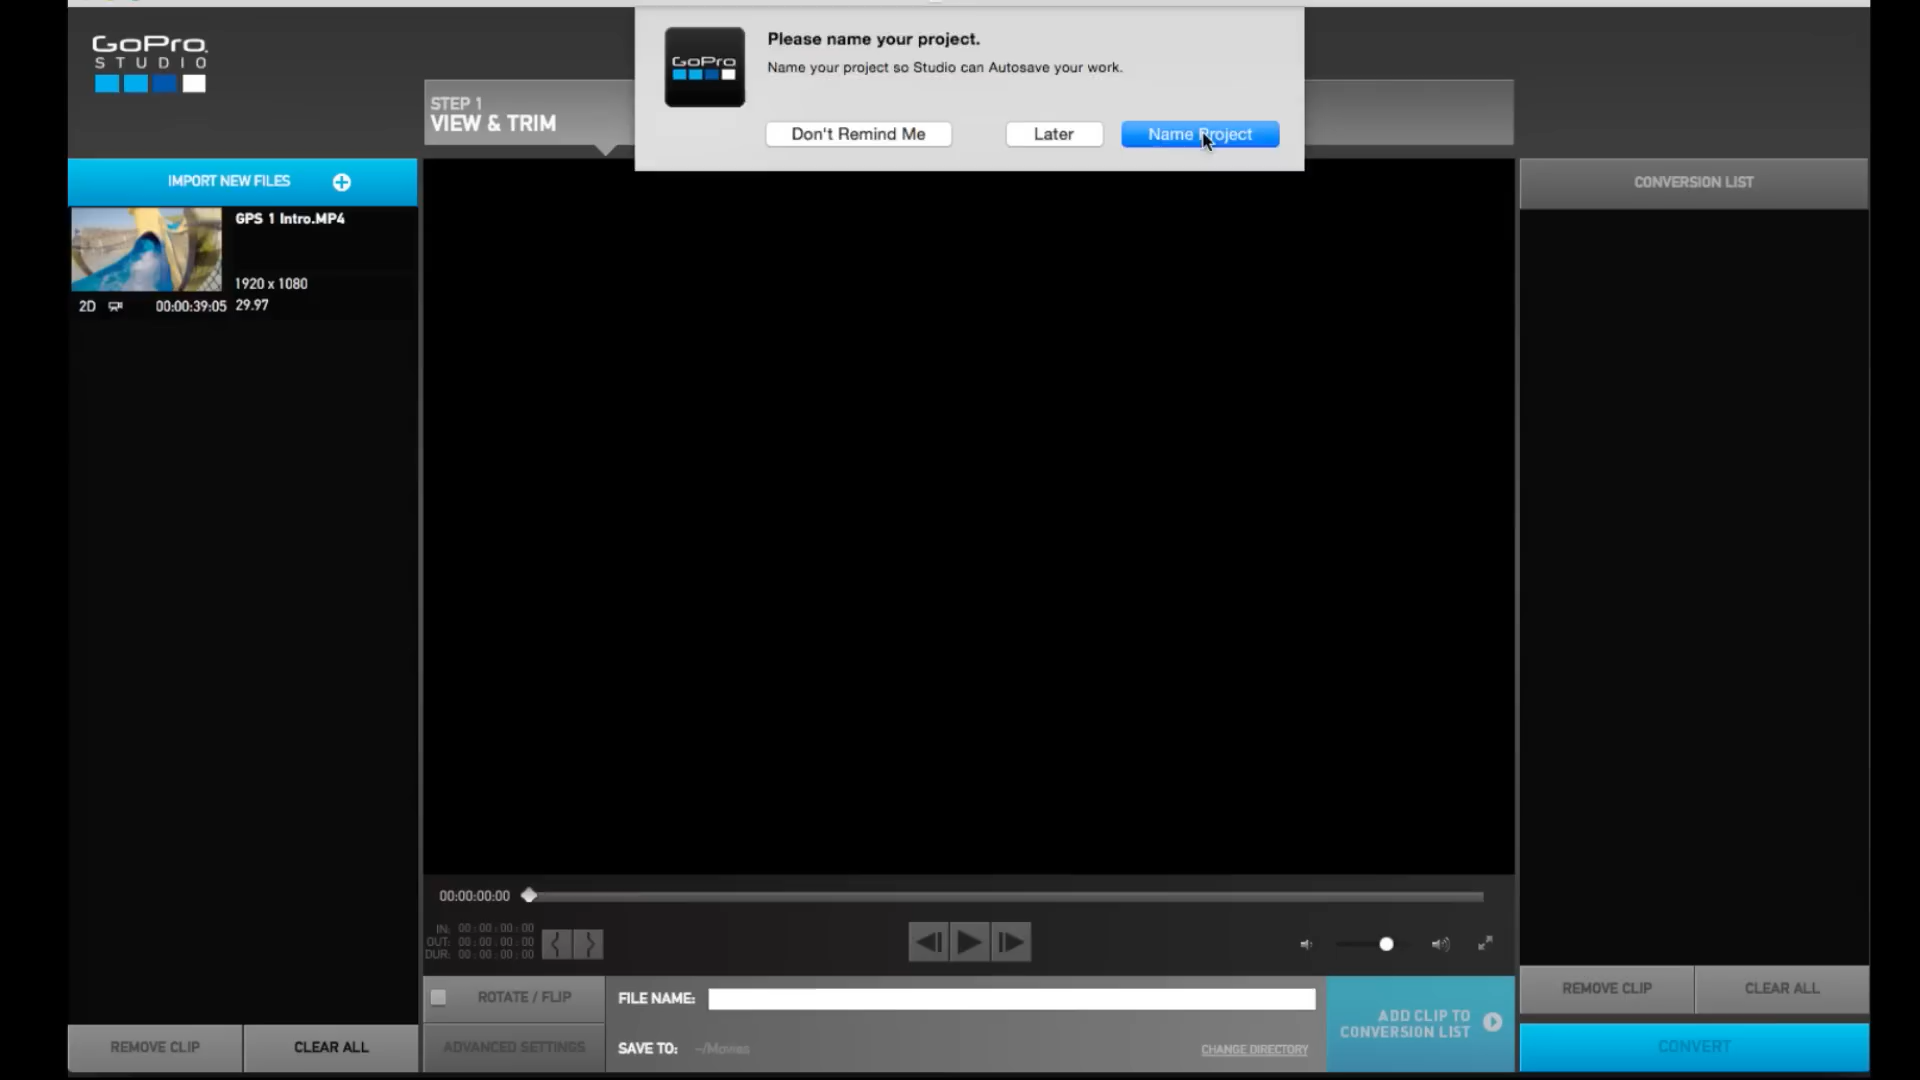 GoPro
STUDIO
GoPro
Please name your project.
Name your project so Studio can Autosave your work.
Don't Remind Me
Later
Name Project
STEP 1
VIEW & TRIM
IMPORT NEW FILES
CONVERSION LIST
GPS 1 Intro.MP4
1920 x 1080
2D 00:00:39:05 29.97
00:00:00:00
IN: 00:00:00:00
OUT: 00:00:00:00
DUR: 00:00:00:00
ROTATE / FLIP
FILE NAME:
ADD CLIP TO
CONVERSION LIST
ADVANCED SETTINGS
SAVE TO: ~/Movies
CHANGE DIRECTORY
REMOVE CLIP
CLEAR ALL
REMOVE CLIP
CLEAR ALL
CONVERT